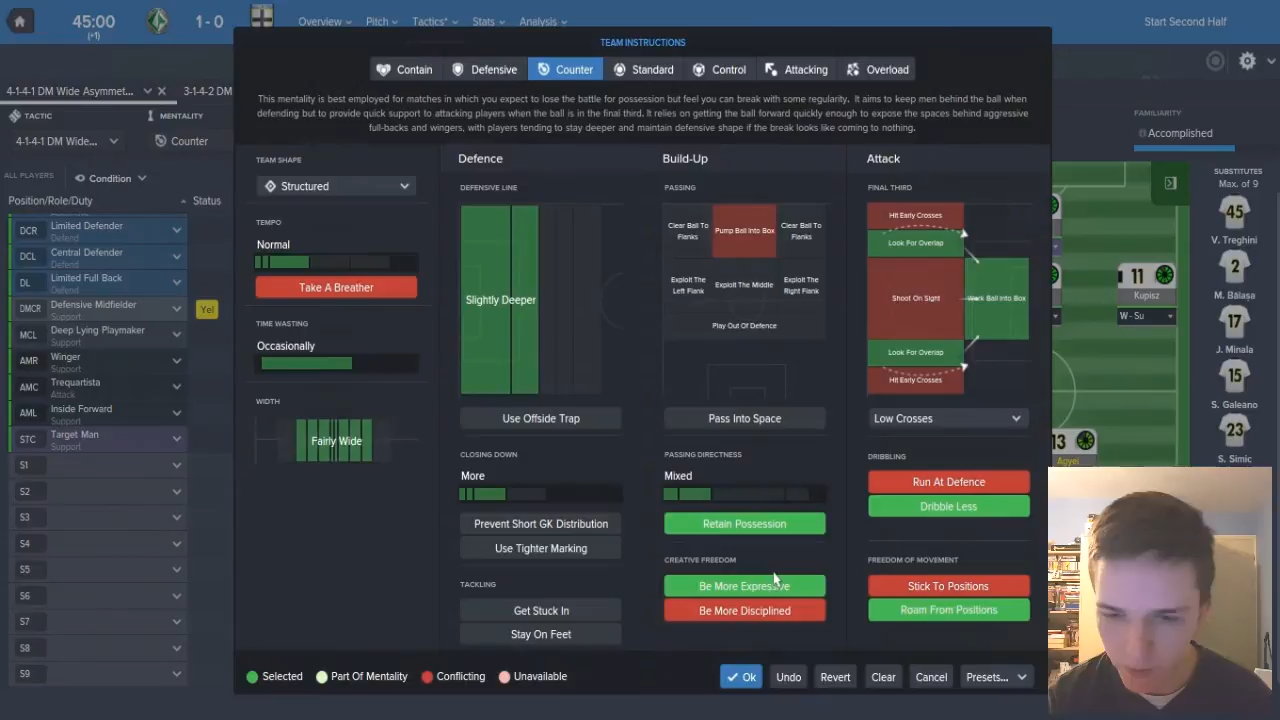 45:00
(+1)
1 - 0
Overview
Pitch
Tactics*
Stats
Analysis
Start Second Half
TEAM INSTRUCTIONS
Contain
Defensive
Counter
Standard
Control
Attacking
Overload
This mentality is best employed for matches in which you expect to lose the battle for possession but feel you can break with some regularity. It aims to keep men behind the ball when
defending but to provide quick support to attacking players when the ball is in the final third. It relies on getting the ball forward quickly enough to expose the spaces behind aggressive
full-backs and wingers, with players tending to stay deeper and maintain defensive shape if the break looks like coming to nothing.
4-1-4-1 DM Wide Asymmet...
3-1-4-2 DM
TACTIC
MENTALITY
4-1-4-1 DM Wide...
Counter
ALL PLAYERS
Condition
Position/Role/Duty
Status
DCR
Limited Defender
Defend
DCL
Central Defender
Defend
DL
Limited Full Back
Defend
DMCR
Defensive Midfielder
Support
Yel
MCL
Deep Lying Playmaker
Support
AMR
Winger
Support
AMC
Trequartista
Attack
AML
Inside Forward
Support
STC
Target Man
Support
S1
S2
S3
S4
S5
S6
S7
S8
S9
TEAM SHAPE
Structured
TEMPO
Normal
Take A Breather
TIME WASTING
Occasionally
WIDTH
Fairly Wide
Defence
DEFENSIVE LINE
Slightly Deeper
Use Offside Trap
CLOSING DOWN
More
Prevent Short GK Distribution
Use Tighter Marking
TACKLING
Get Stuck In
Stay On Feet
Build-Up
PASSING
Clear Ball To
Flanks
Pump Ball Into Box
Clear Ball To
Flanks
Exploit The
Left Flank
Exploit The Middle
Exploit The
Right Flank
Play Out Of Defence
Pass Into Space
PASSING DIRECTNESS
Mixed
Retain Possession
CREATIVE FREEDOM
Be More Expressive
Be More Disciplined
Attack
FINAL THIRD
Hit Early Crosses
Look For Overlap
Shoot On Sight
Work Ball Into Box
Look For Overlap
Hit Early Crosses
Low Crosses
DRIBBLING
Run At Defence
Dribble Less
FREEDOM OF MOVEMENT
Stick To Positions
Roam From Positions
Selected
Part Of Mentality
Conflicting
Unavailable
Ok
Undo
Revert
Clear
Cancel
Presets...
FAMILIARITY
Accomplished
SUBSTITUTES
Max. of 9
45
V. Treghini
2
M. Bălașa
17
J. Minala
15
S. Galeano
23
S. Simic
11
Kupisz
W - Su
13
Agyei